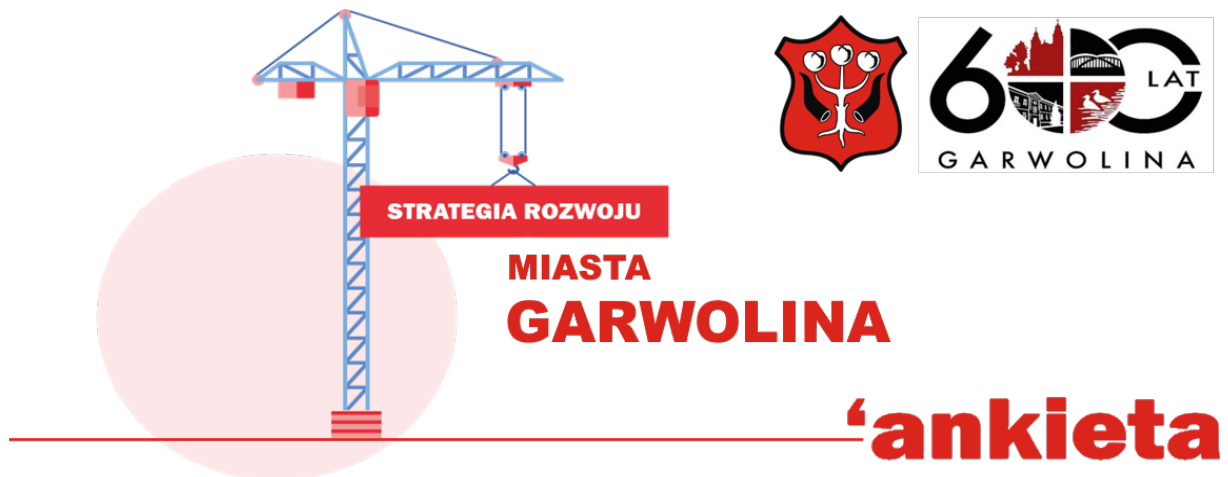 600 LAT
GARWOLINA
STRATEGIA ROZWOJU
MIASTA
GARWOLINA
‘ankieta